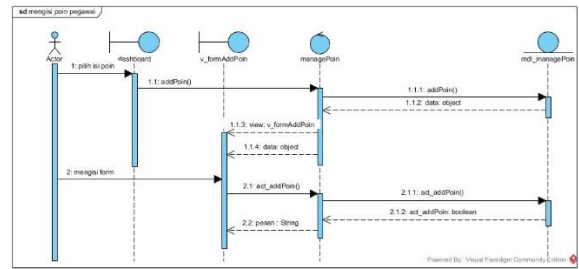 sd mengisi poin pegawai
Actor
dashboard
v_formAddPoin
managePoin
mdl_managePoin
1: pilih isi poin
1.1: addPoin()
1.1.1: addPoin()
1.1.2: data: object
1.1.3: view: v_formAddPoin
1.1.4: data: object
2: mengisi form
2.1: act_addPoin()
2.1.1: act_addPoin()
2.1.2: act_addPoin: boolean
2.2: pesan : String
Powered By : Visual Paradigm Community Edition